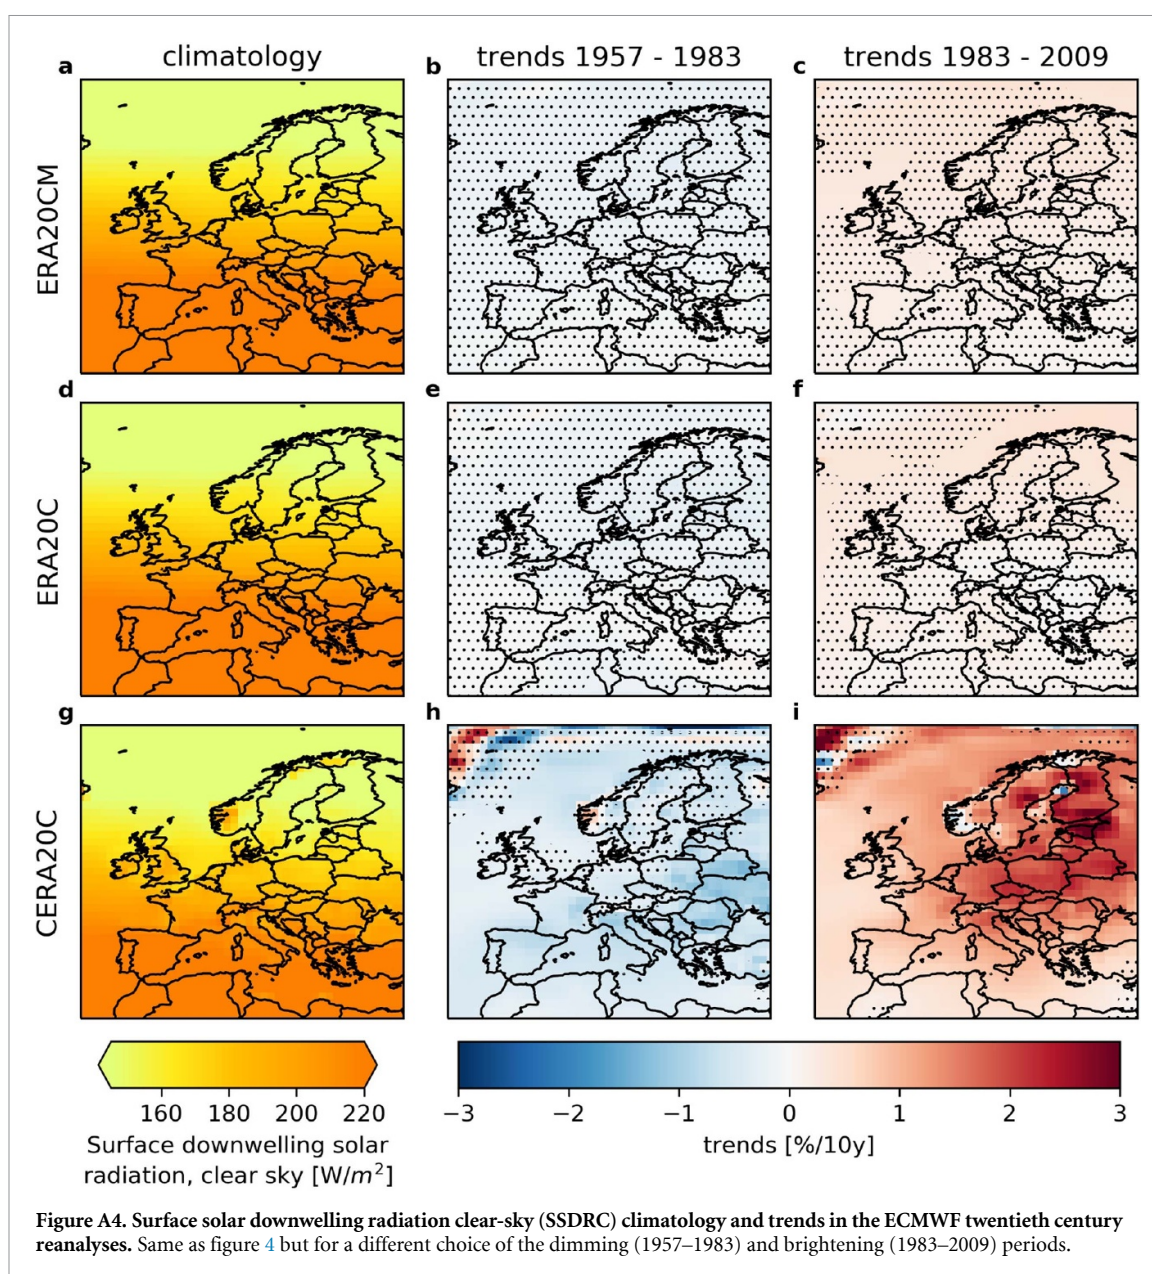 climatology
trends 1957 - 1983
trends 1983 - 2009
a
b
c
ERA20CM
d
e
f
ERA20C
g
h
i
CERA20C
160 180 200 220
Surface downwelling solar
radiation, clear sky [W/m²]
−3 −2 −1 0 1 2 3
trends [%/10y]
Figure A4. Surface solar downwelling radiation clear-sky (SSDRC) climatology and trends in the ECMWF twentieth century
reanalyses. Same as figure 4 but for a different choice of the dimming (1957–1983) and brightening (1983–2009) periods.